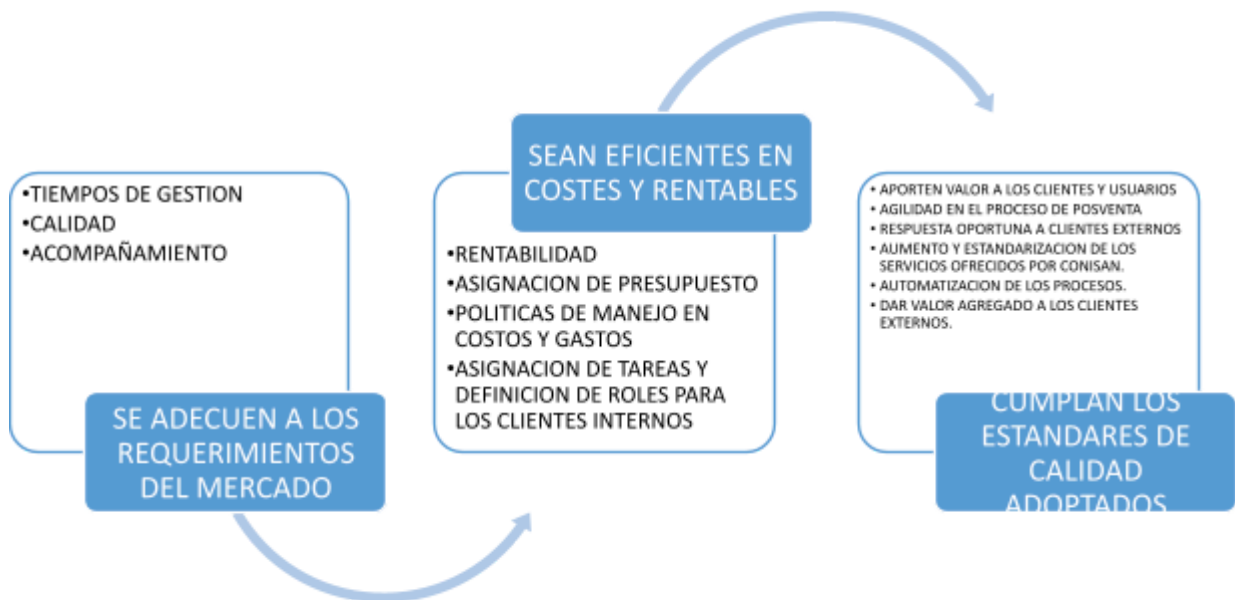 •TIEMPOS DE GESTION
•CALIDAD
•ACOMPAÑAMIENTO
SE ADECUEN A LOS
REQUERIMIENTOS
DEL MERCADO
SEAN EFICIENTES EN
COSTES Y RENTABLES
•RENTABILIDAD
•ASIGNACION DE PRESUPUESTO
•POLITICAS DE MANEJO EN
COSTOS Y GASTOS
•ASIGNACION DE TAREAS Y
DEFINICION DE ROLES PARA
LOS CLIENTES INTERNOS
• APORTEN VALOR A LOS CLIENTES Y USUARIOS
• AGILIDAD EN EL PROCESO DE POSVENTA
• RESPUESTA OPORTUNA A CLIENTES EXTERNOS
• AUMENTO Y ESTANDARIZACION DE LOS
SERVICIOS OFRECIDOS POR CONISAN.
• AUTOMATIZACION DE LOS PROCESOS.
• DAR VALOR AGREGADO A LOS CLIENTES
EXTERNOS.
CUMPLAN LOS
ESTANDARES DE
CALIDAD
ADOPTADOS